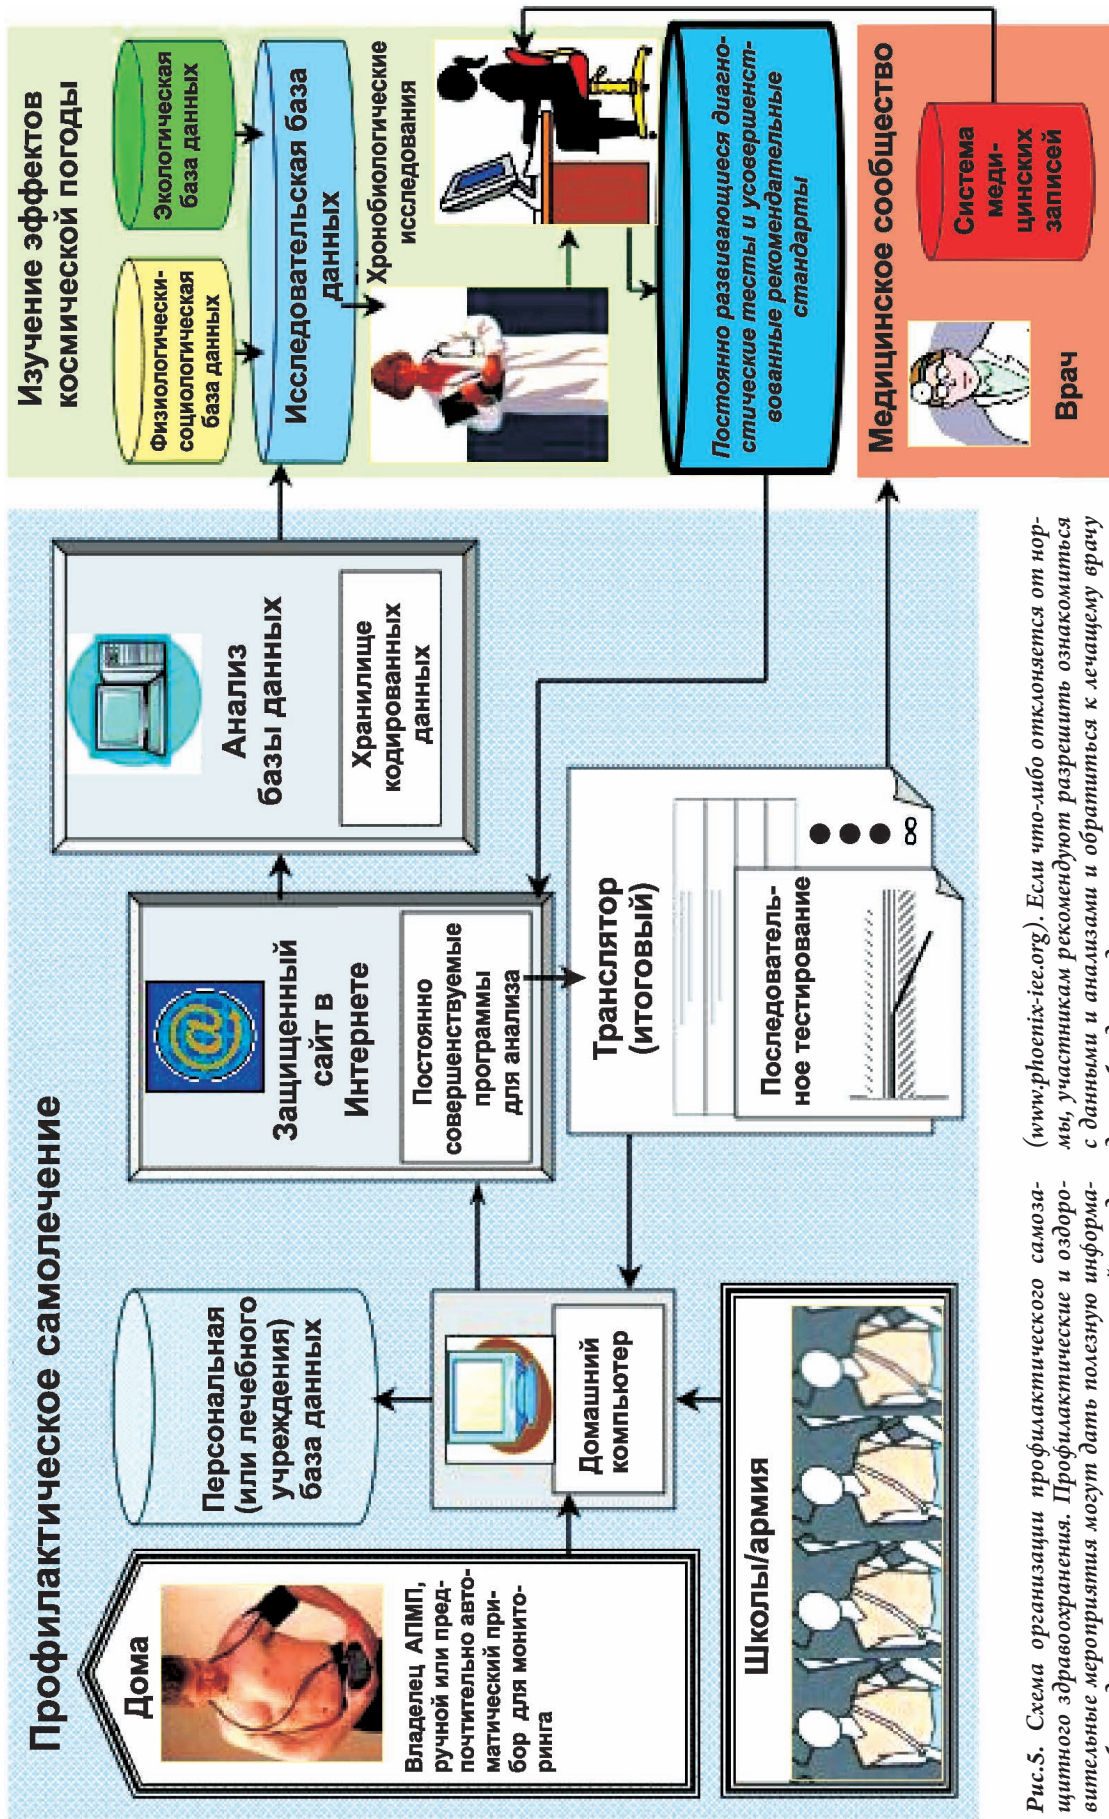 Профилактическое самолечение
Дома
Владелец АПМП,
ручной или пред-
почтительно авто-
матический при-
бор для монито-
ринга
Школы/армия
Персональная
(или лечебного
учреждения)
база данных
Домашний
компьютер
Защищенный
сайт в
Интернете
Постоянно
совершенствуемые
программы
для анализа
Транслятор
(итоговый)
Последователь-
ное тестирование
∞
Анализ
базы данных
Хранилище
кодированных
данных
Изучение эффектов
космической погоды
Физиологически-
социологическая
база данных
Экологическая
база данных
Исследовательская база
данных
Хронобиологические
исследования
Постоянно развивающиеся диагно-
стические тесты и усовершенст-
вованные рекомендательные
стандарты
Медицинское сообщество
Врач
Система
меди-
цинских
записей
Рис.5. Схема организации профилактического самоза-
щитного здравоохранения. Профилактические и оздоро-
вительные мероприятия могут дать полезную информа-
(www.phoenix-ieee.org). Если что-либо отклоняется от нор-
мы, участникам рекомендуют разрешить ознакомиться
с данными и анализами и обратиться к лечащему врачу